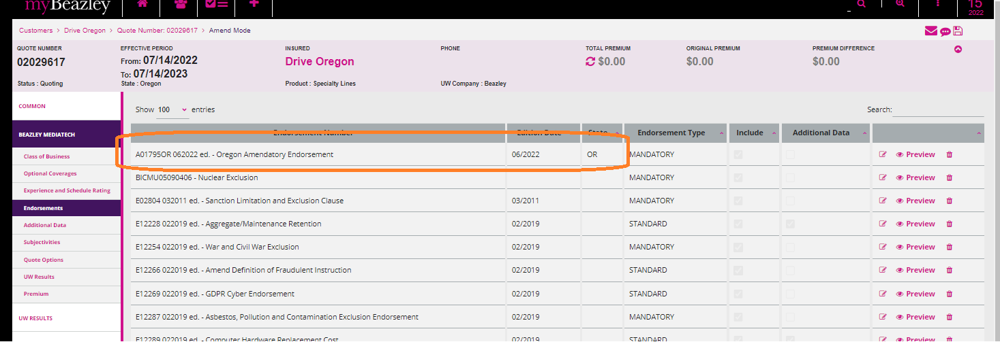 myBeazley
15
2022
Customers > Drive Oregon > Quote Number: 02029617 > Amend Mode
QUOTE NUMBER EFFECTIVE PERIOD INSURED PHONE TOTAL PREMIUM ORIGINAL PREMIUM PREMIUM DIFFERENCE
02029617 From: 07/14/2022 Drive Oregon $0.00 $0.00 $0.00
To: 07/14/2023
Status : Quoting State : Oregon Product : Specialty Lines UW Company : Beazley
COMMON
BEAZLEY MEDIATECH
Class of Business
Optional Coverages
Experience and Schedule Rating
Endorsements
Additional Data
Subjectivities
Quote Options
UW Results
Premium
UW RESULTS
Show 100 entries Search:
Endorsement Number Edition Date State Endorsement Type Include Additional Data
A01795OR 062022 ed. - Oregon Amendatory Endorsement 06/2022 OR MANDATORY Preview
BICMU05090406 - Nuclear Exclusion MANDATORY Preview
E02804 032011 ed. - Sanction Limitation and Exclusion Clause 03/2011 MANDATORY Preview
E12228 022019 ed. - Aggregate/Maintenance Retention 02/2019 STANDARD Preview
E12254 022019 ed. - War and Civil War Exclusion 02/2019 MANDATORY Preview
E12266 022019 ed. - Amend Definition of Fraudulent Instruction 02/2019 STANDARD Preview
E12269 022019 ed. - GDPR Cyber Endorsement 02/2019 STANDARD Preview
E12287 022019 ed. - Asbestos, Pollution and Contamination Exclusion Endorsement 02/2019 MANDATORY Preview
E12289 022019 ed. - Computer Hardware Replacement Cost 02/2019 STANDARD Preview